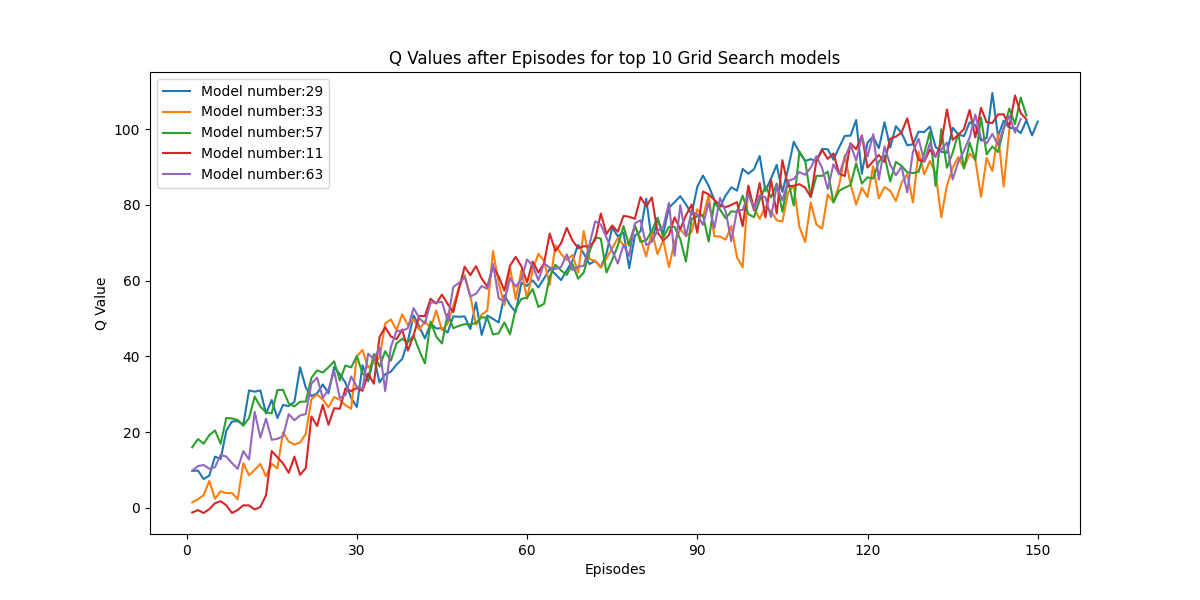 Q Values after Episodes for top 10 Grid Search models
Model number:29
Model number:33
Model number:57
Model number:11
Model number:63
Q Value
100
80
60
40
20
0
0 30 60 90 120 150
Episodes